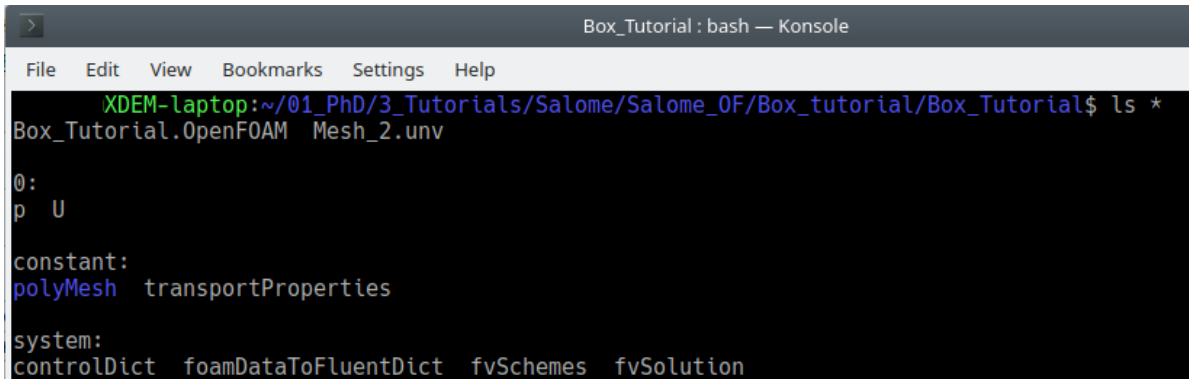 Box_Tutorial : bash — Konsole
File Edit View Bookmarks Settings Help
XDEM-laptop:~/01_PhD/3_Tutorials/Salome/Salome_OF/Box_tutorial/Box_Tutorial$ ls *
Box_Tutorial.OpenFOAM  Mesh_2.unv
0:
p  U
constant:
polyMesh  transportProperties
system:
controlDict  foamDataToFluentDict  fvSchemes  fvSolution